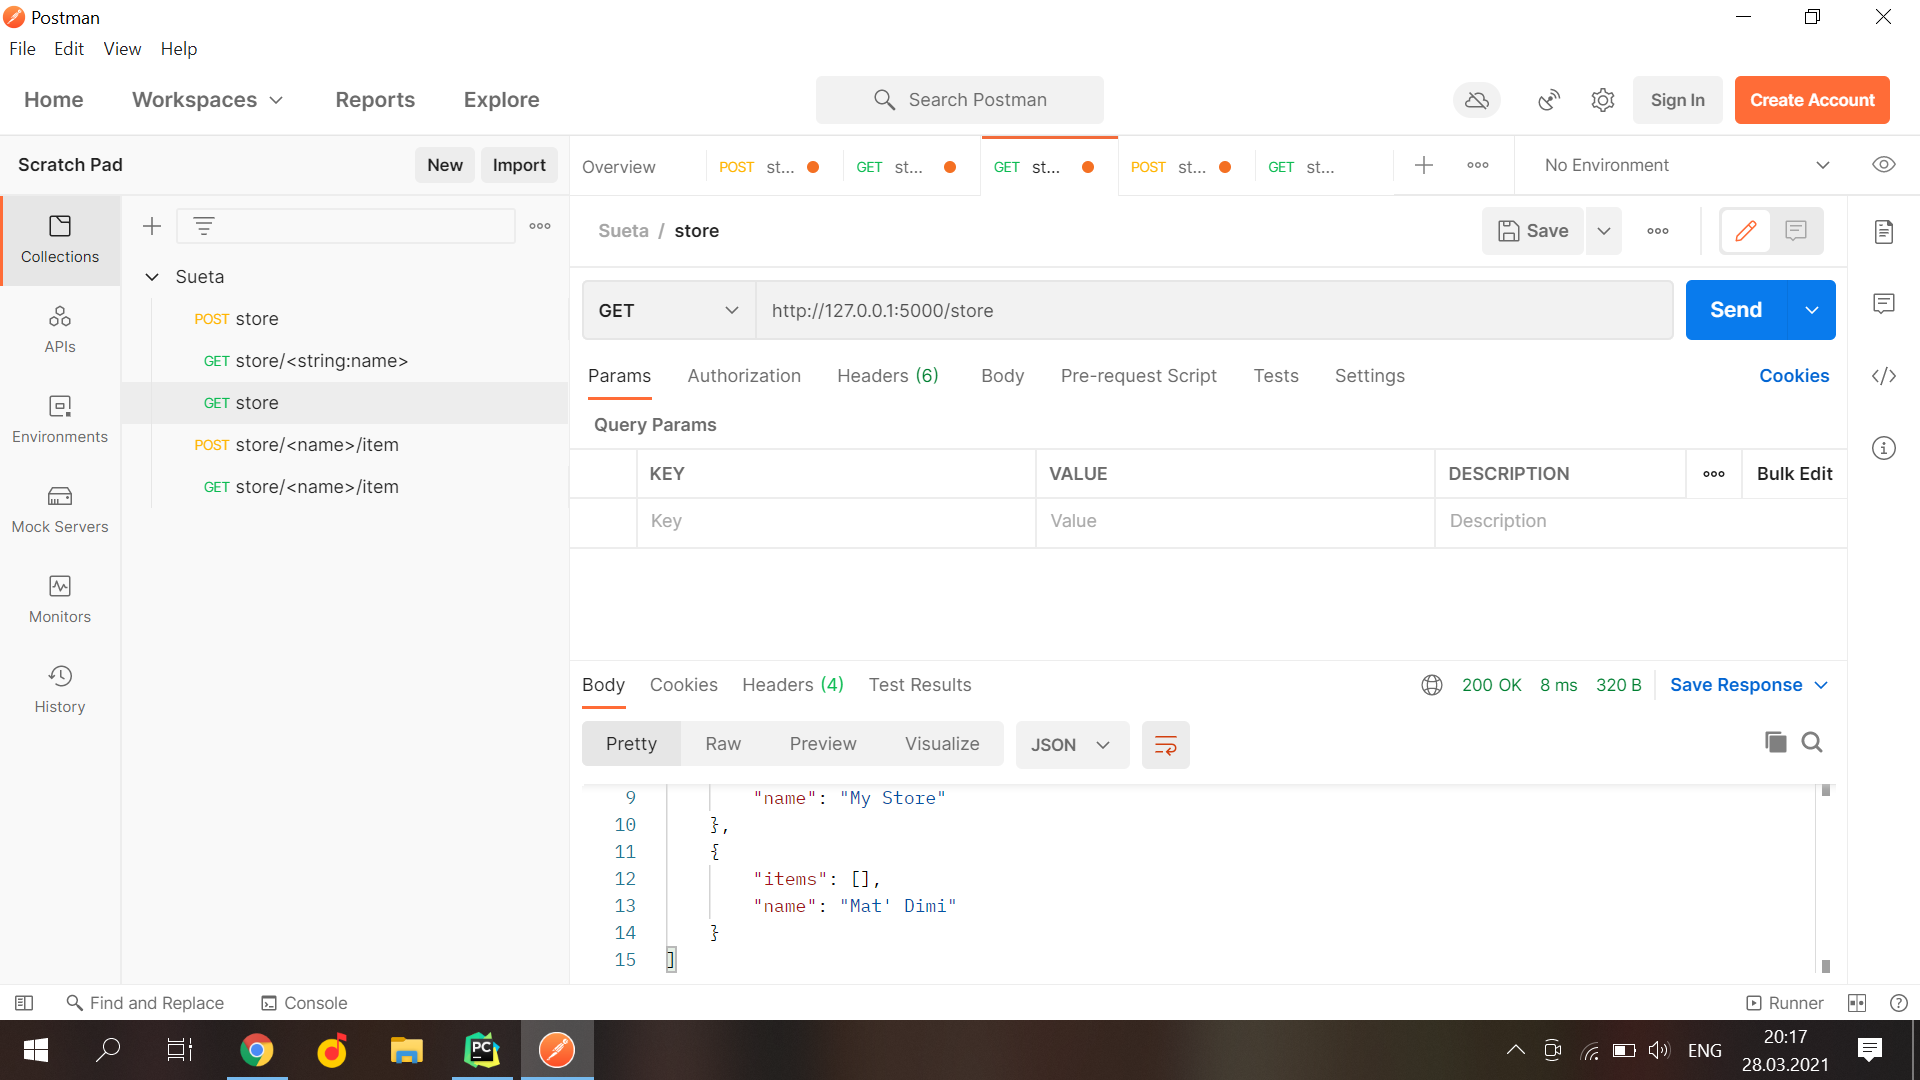 Postman
File Edit View Help
Home Workspaces Reports Explore Search Postman Sign In Create Account
Scratch Pad New Import Overview POST st... GET st... GET st... POST st... GET st... No Environment
Collections
APIs
Environments
Mock Servers
Monitors
History
Sueta
POST store
GET store/<string:name>
GET store
POST store/<name>/item
GET store/<name>/item
Sueta / store Save
GET http://127.0.0.1:5000/store Send
Params Authorization Headers (6) Body Pre-request Script Tests Settings Cookies
Query Params
KEY VALUE DESCRIPTION Bulk Edit
Key Value Description
Body Cookies Headers (4) Test Results 200 OK 8 ms 320 B Save Response
Pretty Raw Preview Visualize JSON
9 "name": "My Store"
10 },
11 {
12 "items": [],
13 "name": "Mat' Dimi"
14 }
15 ]
Find and Replace Console Runner
PC ENG 20:17
28.03.2021